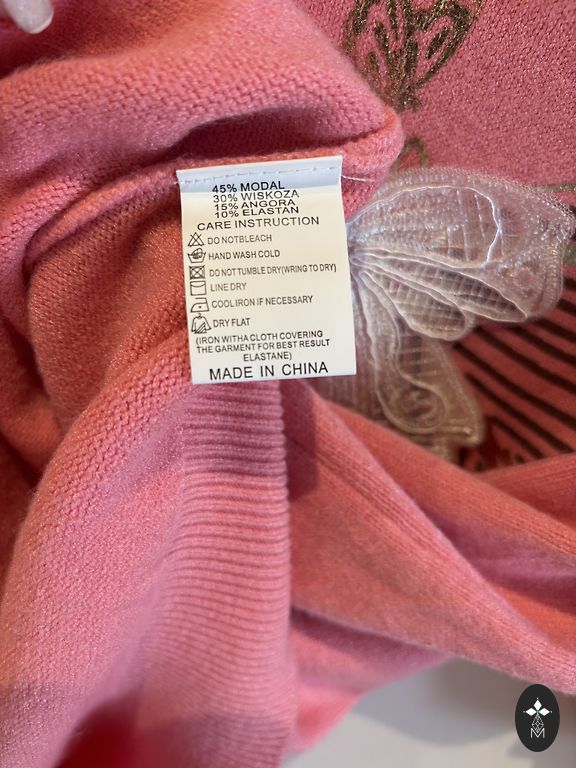 45% MODAL
30% WISKOZA
15% ANGORA
10% ELASTAN
CARE INSTRUCTION
DO NOTBLEACH
HAND WASH COLD
DO NOT TUMBLE DRY(WRING TO DRY)
LINE DRY
COOL IRON IF NECESSARY
DRY FLAT
(IRON WITHA CLOTH COVERING
THE GARMENT FOR BEST RESULT
ELASTANE)
MADE IN CHINA
M